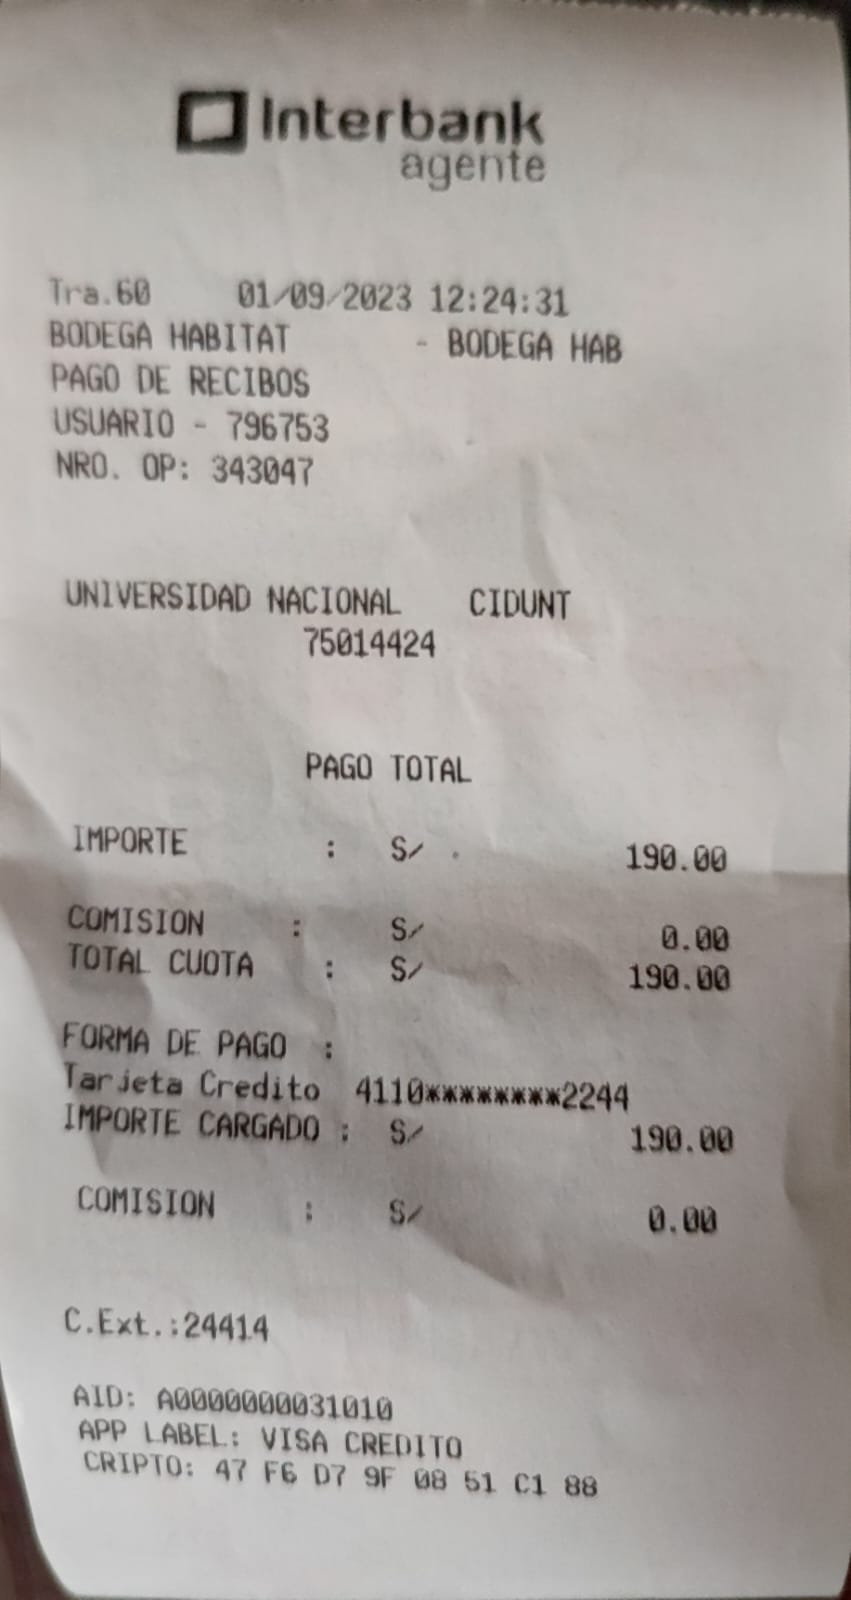 Interbank
agente
Tra.60 01/09/2023 12:24:31
BODEGA HABITAT - BODEGA HAB
PAGO DE RECIBOS
USUARIO - 796753
NRO. OP: 343047
UNIVERSIDAD NACIONAL CIDUNT
75014424
PAGO TOTAL
IMPORTE : S/ 190.00
COMISION : S/ 0.00
TOTAL CUOTA : S/ 190.00
FORMA DE PAGO :
Tarjeta Credito 4110********2244
IMPORTE CARGADO : S/ 190.00
COMISION : S/ 0.00
C.Ext.:24414
AID: A0000000031010
APP LABEL: VISA CREDITO
CRIPTO: 47 F6 D7 9F 08 51 C1 88